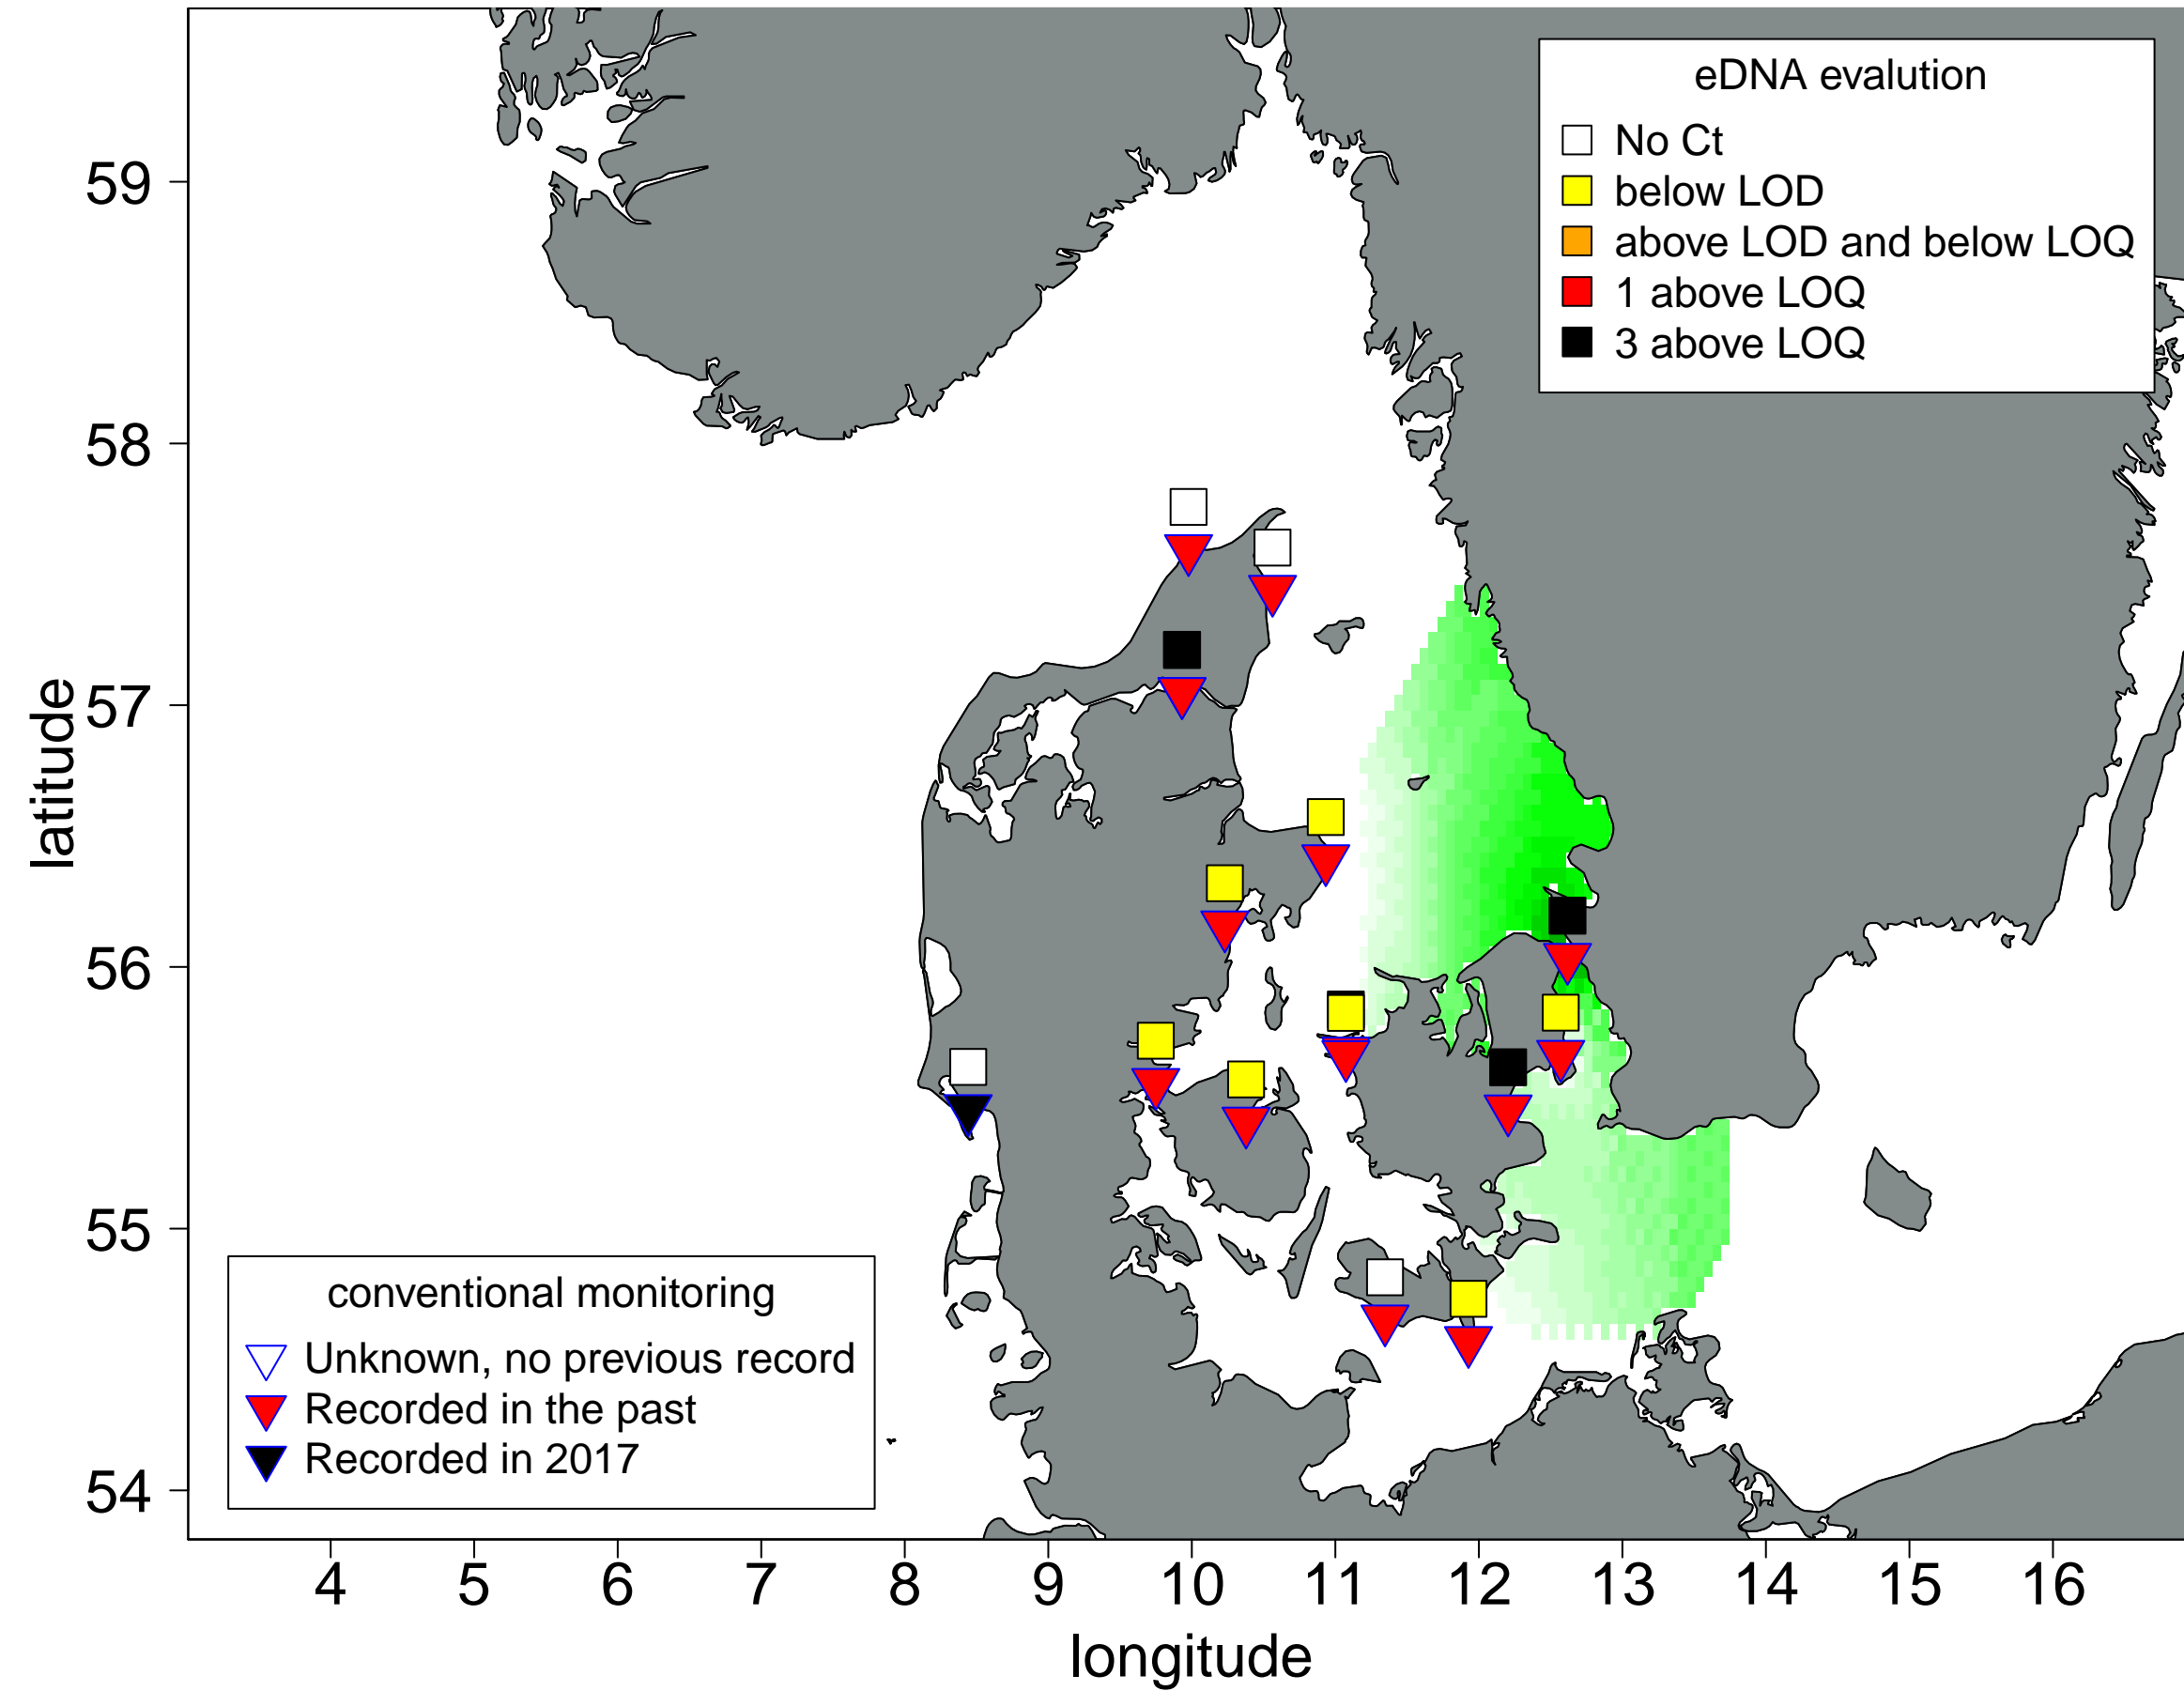 eDNA evalution
No Ct
below LOD
above LOD and below LOQ
1 above LOQ
3 above LOQ
59
58
57
56
55
54
latitude
conventional monitoring
Unknown, no previous record
Recorded in the past
Recorded in 2017
4 5 6 7 8 9 10 11 12 13 14 15 16
longitude